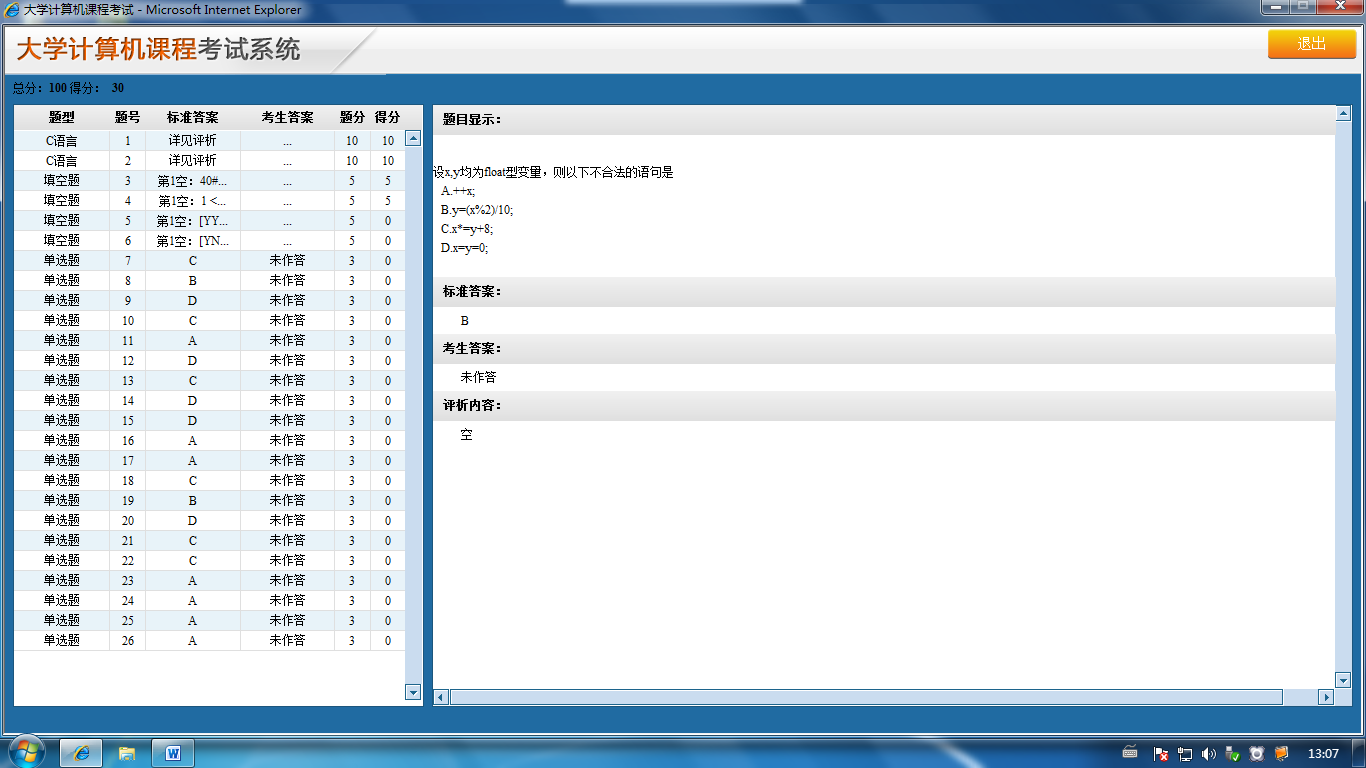 大学计算机课程考试 - Microsoft Internet Explorer
大学计算机课程考试系统
退出
总分：100 得分： 30
题型 题号 标准答案 考生答案 题分 得分
C语言 1 详见评析 ... 10 10
C语言 2 详见评析 ... 10 10
填空题 3 第1空：40#... ... 5 5
填空题 4 第1空：1 <... ... 5 5
填空题 5 第1空：[YY... ... 5 0
填空题 6 第1空：[YN... ... 5 0
单选题 7 C 未作答 3 0
单选题 8 B 未作答 3 0
单选题 9 D 未作答 3 0
单选题 10 C 未作答 3 0
单选题 11 A 未作答 3 0
单选题 12 D 未作答 3 0
单选题 13 C 未作答 3 0
单选题 14 D 未作答 3 0
单选题 15 D 未作答 3 0
单选题 16 A 未作答 3 0
单选题 17 A 未作答 3 0
单选题 18 C 未作答 3 0
单选题 19 B 未作答 3 0
单选题 20 D 未作答 3 0
单选题 21 C 未作答 3 0
单选题 22 C 未作答 3 0
单选题 23 A 未作答 3 0
单选题 24 A 未作答 3 0
单选题 25 A 未作答 3 0
单选题 26 A 未作答 3 0
题目显示：
设x,y均为float型变量，则以下不合法的语句是
A.++x;
B.y=(x%2)/10;
C.x*=y+8;
D.x=y=0;
标准答案：
B
考生答案：
未作答
评析内容：
空
13:07